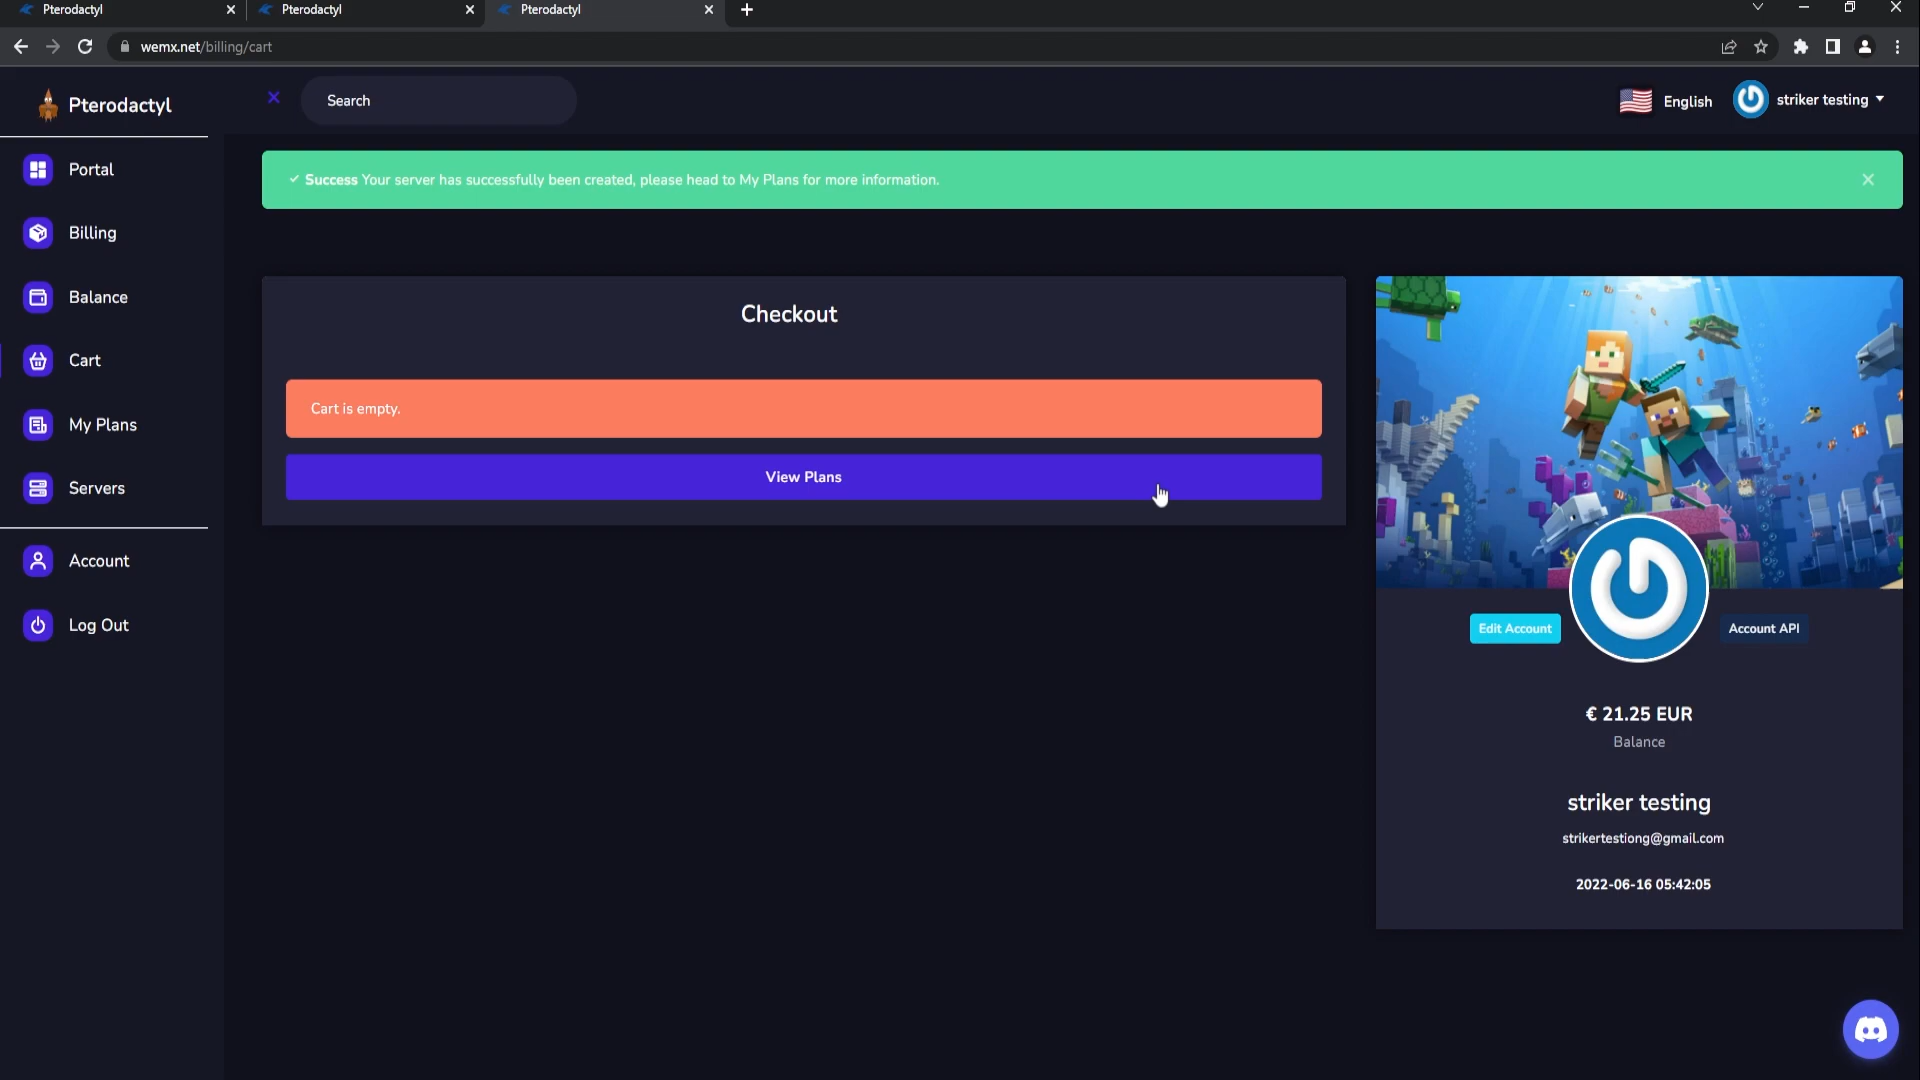 Pterodactyl
Pterodactyl
Pterodactyl
wemx.net/billing/cart
Pterodactyl
Search
English
striker testing
Portal
Billing
Balance
Cart
My Plans
Servers
Account
Log Out
Success Your server has successfully been created, please head to My Plans for more information.
Checkout
Cart is empty.
View Plans
Edit Account
Account API
€ 21.25 EUR
Balance
striker testing
strikertestiong@gmail.com
2022-06-16 05:42:05